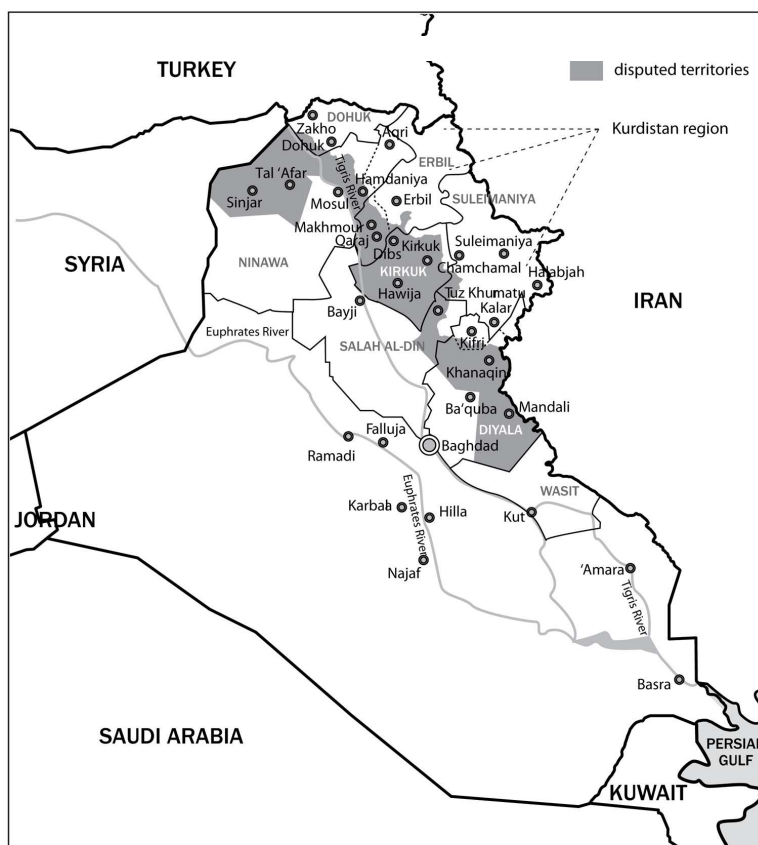 TURKEY
disputed territories
DOHUK
Zakho
Dohuk
Aqri
Kurdistan region
ERBIL
Tal ‘Afar
Tigris River
Hamdaniya
Sinjar
Mosul
Erbil
SULEIMANIYA
Makhmour
Qaraj
Dibs
Kirkuk
Suleimaniya
SYRIA
NINAWA
KIRKUK
Chamchamal
Halabjah
Hawija
Tuz Khumatu
IRAN
Bayji
Kalar
Euphrates River
SALAH AL-DIN
Kifri
Khanaqin
Ba‘quba
Mandali
Falluja
DIYALA
Ramadi
Baghdad
Euphrates River
WASIT
Karbala
Hilla
Kut
JORDAN
Najaf
‘Amara
Tigris River
Basra
SAUDI ARABIA
PERSIAN
GULF
KUWAIT